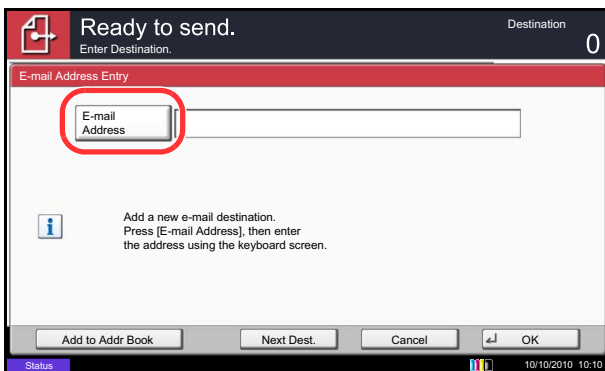 Ready to send.
Destination
Enter Destination.
0
E-mail Address Entry
E-mail
Address
Add a new e-mail destination.
Press [E-mail Address], then enter
the address using the keyboard screen.
Add to Addr Book
Next Dest.
Cancel
OK
Status
10/10/2010 10:10